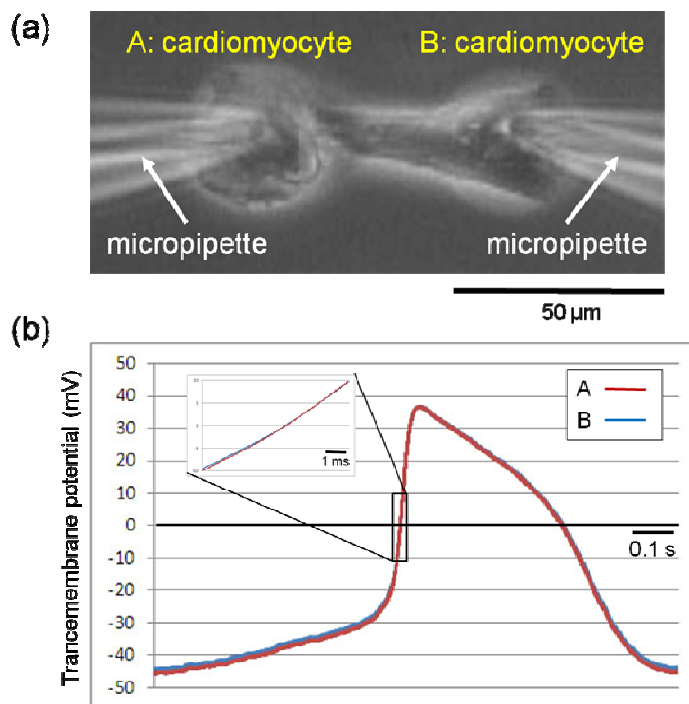 (a)
A: cardiomyocyte
B: cardiomyocyte
micropipette
micropipette
50 µm
(b)
Trancemembrane potential (mV)
50
40
30
20
10
0
-10
-20
-30
-40
-50
1 ms
A
B
0.1 s